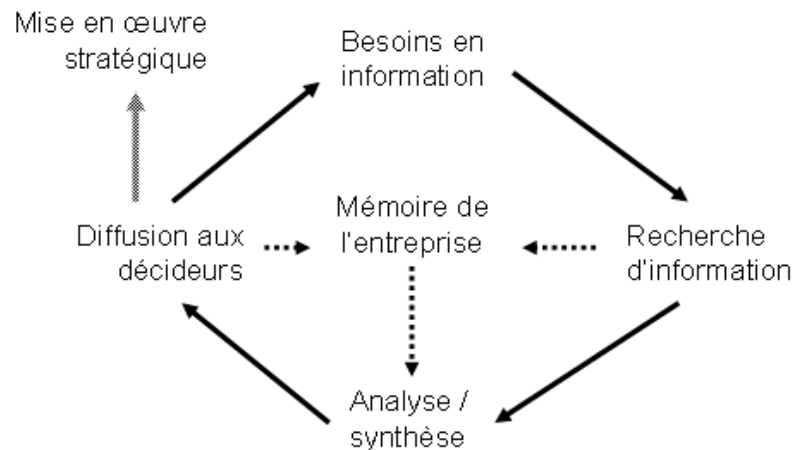 Mise en œuvre
stratégique
Besoins en
information
Diffusion aux
décideurs
Mémoire de
l'entreprise
Recherche
d'information
Analyse /
synthèse